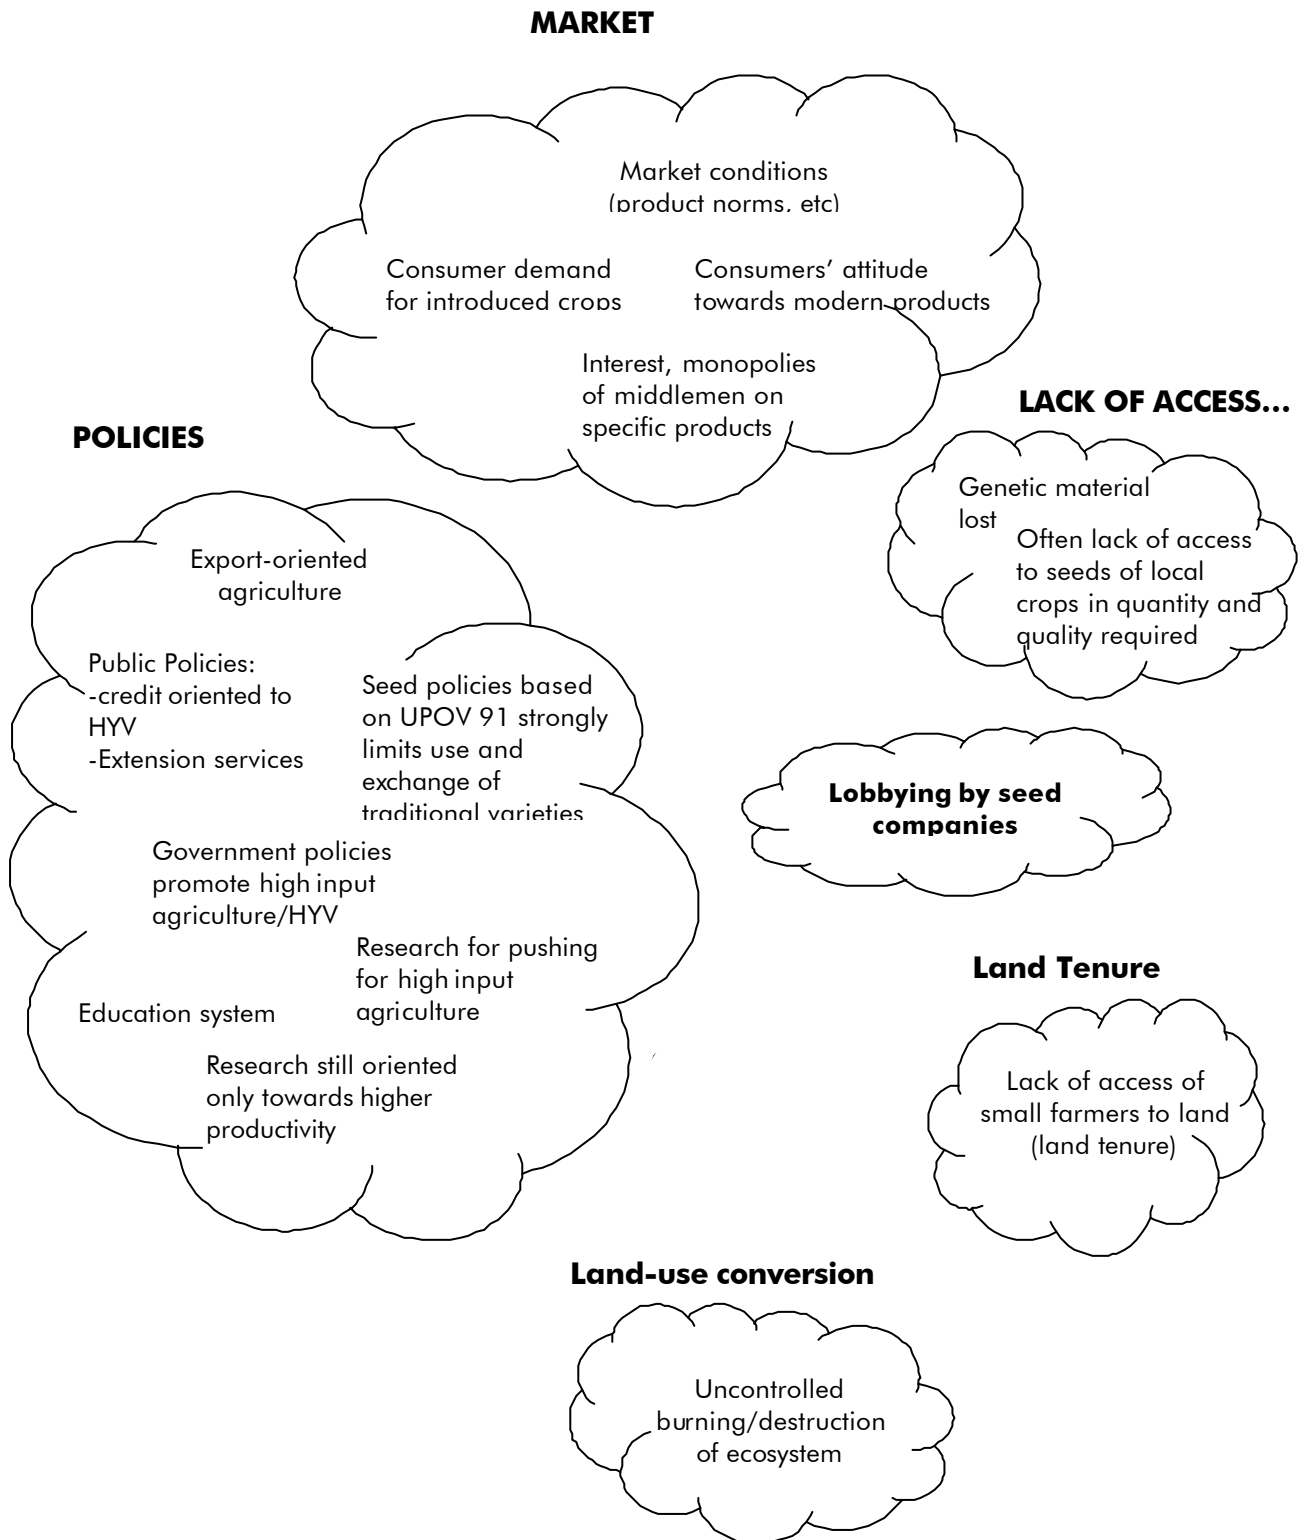 MARKET
Market conditions
(product norms, etc)
Consumer demand
for introduced crops
Consumers’ attitude
towards modern products
Interest, monopolies
of middlemen on
specific products
LACK OF ACCESS...
Genetic material
lost
Often lack of access
to seeds of local
crops in quantity and
quality required
POLICIES
Export-oriented
agriculture
Public Policies:
-credit oriented to
HYV
-Extension services
Seed policies based
on UPOV 91 strongly
limits use and
exchange of
traditional varieties
Government policies
promote high input
agriculture/HYV
Research for pushing
for high input
agriculture
Education system
Research still oriented
only towards higher
productivity
Lobbying by seed
companies
Land Tenure
Lack of access of
small farmers to land
(land tenure)
Land-use conversion
Uncontrolled
burning/destruction
of ecosystem